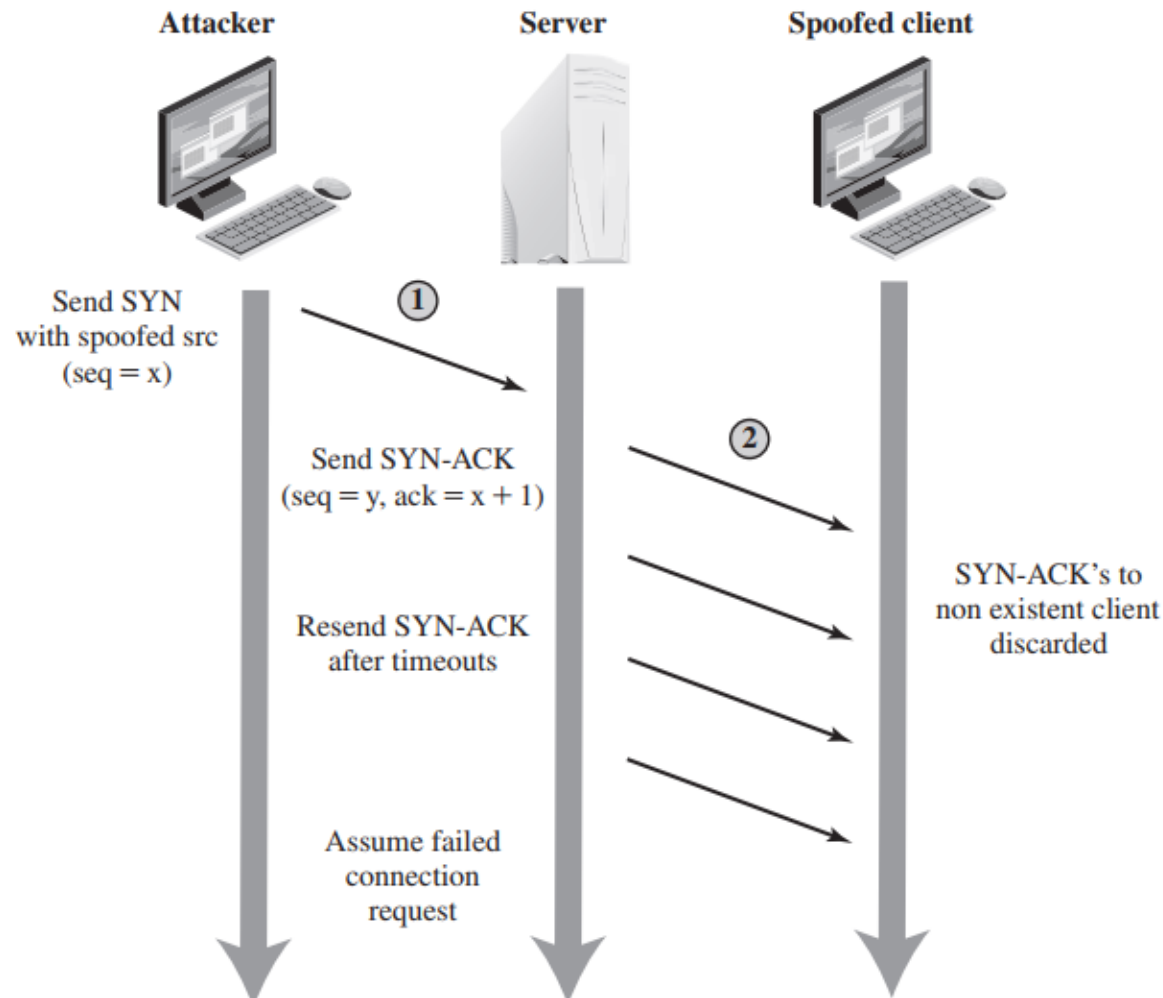 Attacker
Server
Spoofed client
Send SYN
with spoofed src
(seq = x)
1
Send SYN-ACK
(seq = y, ack = x + 1)
2
SYN-ACK's to
non existent client
discarded
Resend SYN-ACK
after timeouts
Assume failed
connection
request